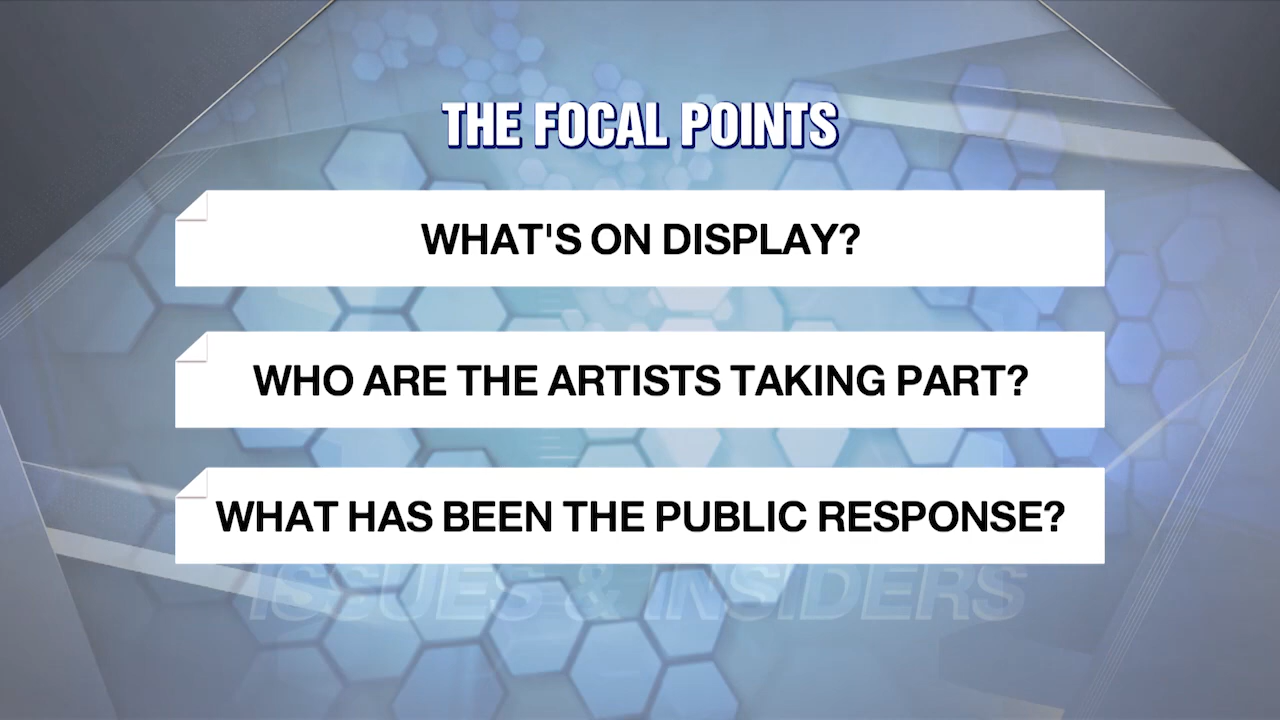 THE FOCAL POINTS
WHAT'S ON DISPLAY?
WHO ARE THE ARTISTS TAKING PART?
WHAT HAS BEEN THE PUBLIC RESPONSE?
ISSUES & INSIDERS